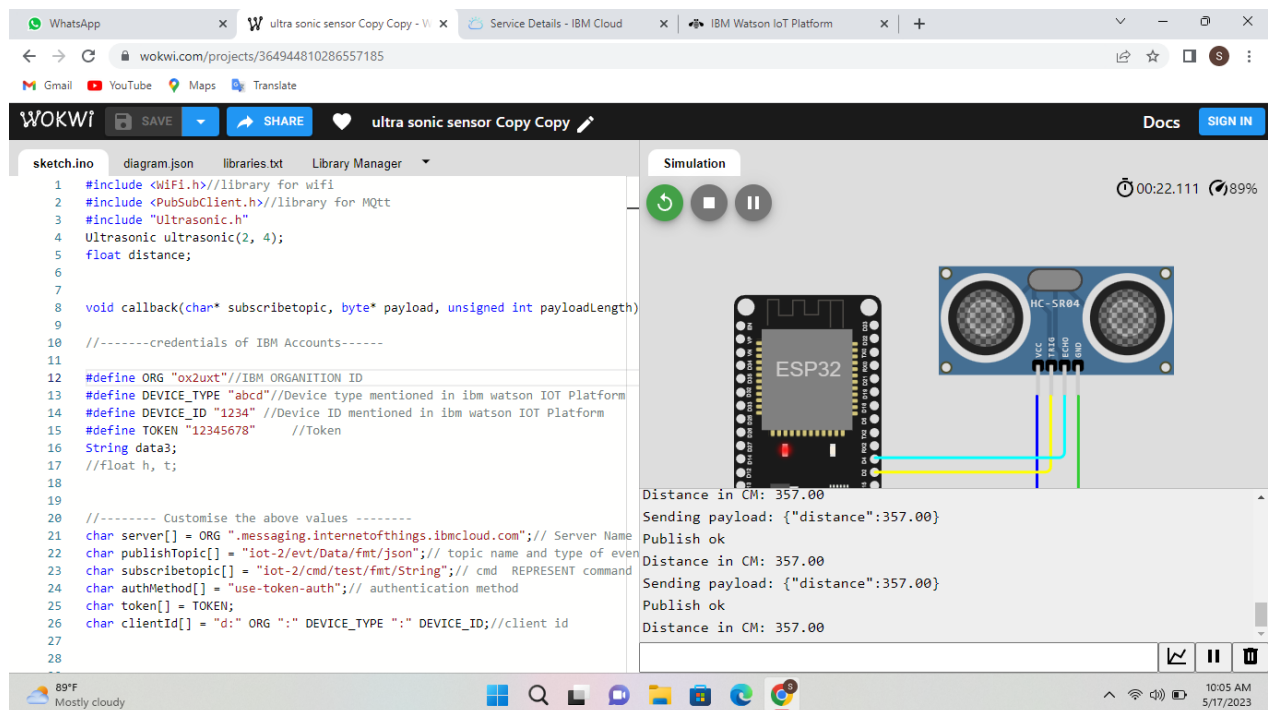 WhatsApp
ultra sonic sensor Copy Copy - W
Service Details - IBM Cloud
IBM Watson IoT Platform
wokwi.com/projects/364944810286557185
S
Gmail
YouTube
Maps
Translate
WOKWI
SAVE
SHARE
ultra sonic sensor Copy Copy
Docs
SIGN IN
sketch.ino
diagram.json
libraries.txt
Library Manager
1 #include <WiFi.h>//library for wifi
2 #include <PubSubClient.h>//library for MQtt
3 #include "Ultrasonic.h"
4 Ultrasonic ultrasonic(2, 4);
5 float distance;
6
7
8 void callback(char* subscribetopic, byte* payload, unsigned int payloadLength)
9
10 //-------credentials of IBM Accounts------
11
12 #define ORG "ox2uxt"//IBM ORGANITION ID
13 #define DEVICE_TYPE "abcd"//Device type mentioned in ibm watson IOT Platform
14 #define DEVICE_ID "1234" //Device ID mentioned in ibm watson IOT Platform
15 #define TOKEN "12345678"     //Token
16 String data3;
17 //float h, t;
18
19
20 //-------- Customise the above values --------
21 char server[] = ORG ".messaging.internetofthings.ibmcloud.com";// Server Name
22 char publishTopic[] = "iot-2/evt/Data/fmt/json";// topic name and type of even
23 char subscribetopic[] = "iot-2/cmd/test/fmt/String";// cmd  REPRESENT command
24 char authMethod[] = "use-token-auth";// authentication method
25 char token[] = TOKEN;
26 char clientId[] = "d:" ORG ":" DEVICE_TYPE ":" DEVICE_ID;//client id
27
28
Simulation
00:22.111
89%
HC-SR04
VCC
TRIG
ECHO
GND
ESP32
Distance in CM: 357.00
Sending payload: {"distance":357.00}
Publish ok
Distance in CM: 357.00
Sending payload: {"distance":357.00}
Publish ok
Distance in CM: 357.00
89°F
Mostly cloudy
S
10:05 AM
5/17/2023